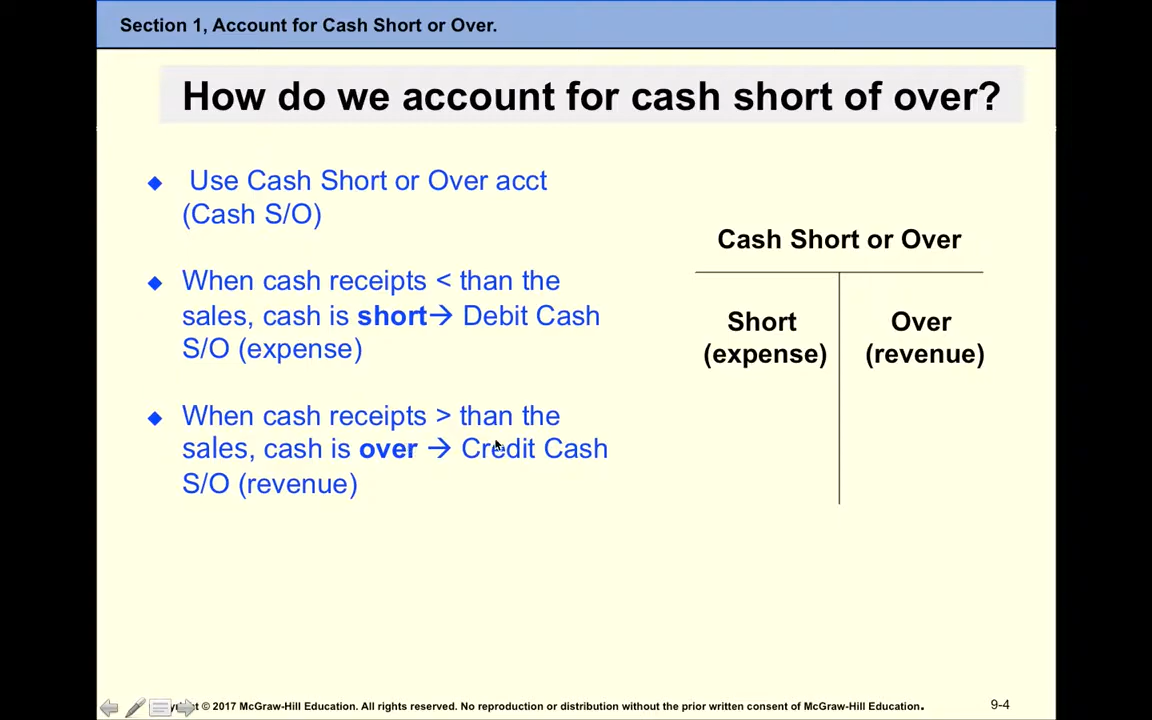 Section 1, Account for Cash Short or Over.
How do we account for cash short of over?
Use Cash Short or Over acct
(Cash S/O)
When cash receipts < than the
sales, cash is short→ Debit Cash
S/O (expense)
When cash receipts > than the
sales, cash is over → Credit Cash
S/O (revenue)
Cash Short or Over
Short
(expense)
Over
(revenue)
© 2017 McGraw-Hill Education. All rights reserved. No reproduction or distribution without the prior written consent of McGraw-Hill Education.
9-4